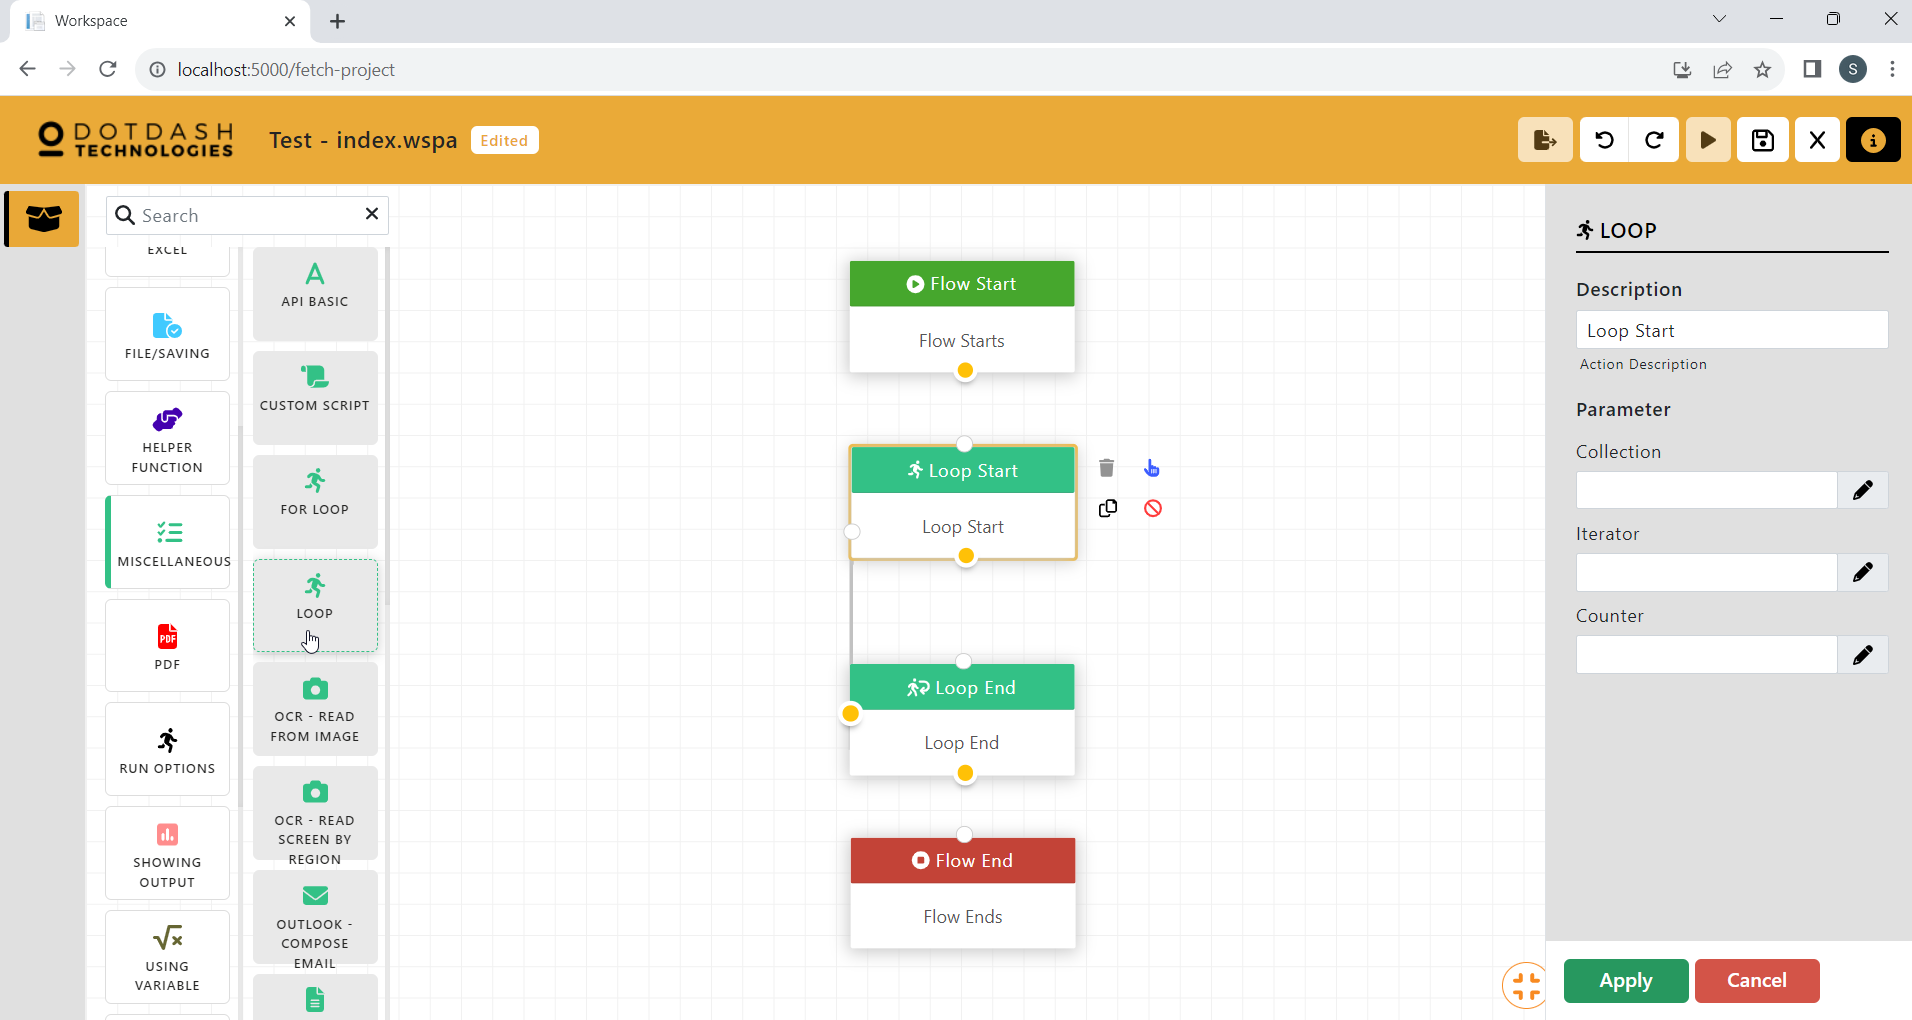 Workspace
localhost:5000/fetch-project
S
DOTDASH
TECHNOLOGIES
Test - index.wspa
Edited
Search
EXCEL
FILE/SAVING
HELPER
FUNCTION
MISCELLANEOUS
PDF
PDF
RUN OPTIONS
SHOWING
OUTPUT
USING
VARIABLE
API BASIC
CUSTOM SCRIPT
FOR LOOP
LOOP
OCR - READ
FROM IMAGE
OCR - READ
SCREEN BY
REGION
OUTLOOK -
COMPOSE
EMAIL
Flow Start
Flow Starts
Loop Start
Loop Start
Loop End
Loop End
Flow End
Flow Ends
LOOP
Description
Loop Start
Action Description
Parameter
Collection
Iterator
Counter
Apply
Cancel